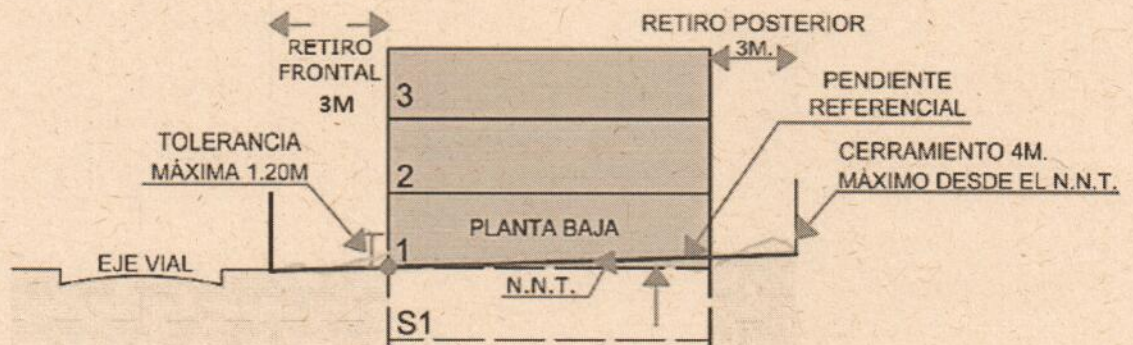 RETIRO
FRONTAL
3M
RETIRO POSTERIOR
3M.
PENDIENTE
REFERENCIAL
TOLERANCIA
MÁXIMA 1.20M
CERRAMIENTO 4M.
MÁXIMO DESDE EL N.N.T.
3
2
1
PLANTA BAJA
EJE VIAL
N.N.T.
S1